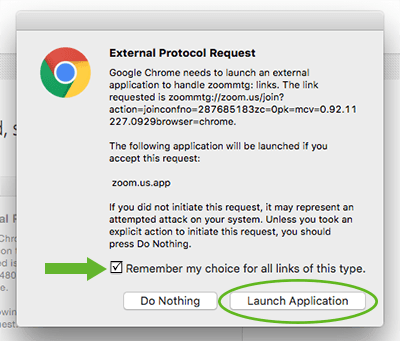 External Protocol Request
Google Chrome needs to launch an external
application to handle zoommtg: links. The link
requested is zoommtg://zoom.us/join?
action=joinconfno=287685183zc=0pk=mcv=0.92.11
227.0929browser=chrome.
The following application will be launched if you
accept this request:
zoom.us.app
If you did not initiate this request, it may represent an
attempted attack on your system. Unless you took an
explicit action to initiate this request, you should
press Do Nothing.
Remember my choice for all links of this type.
Do Nothing
Launch Application